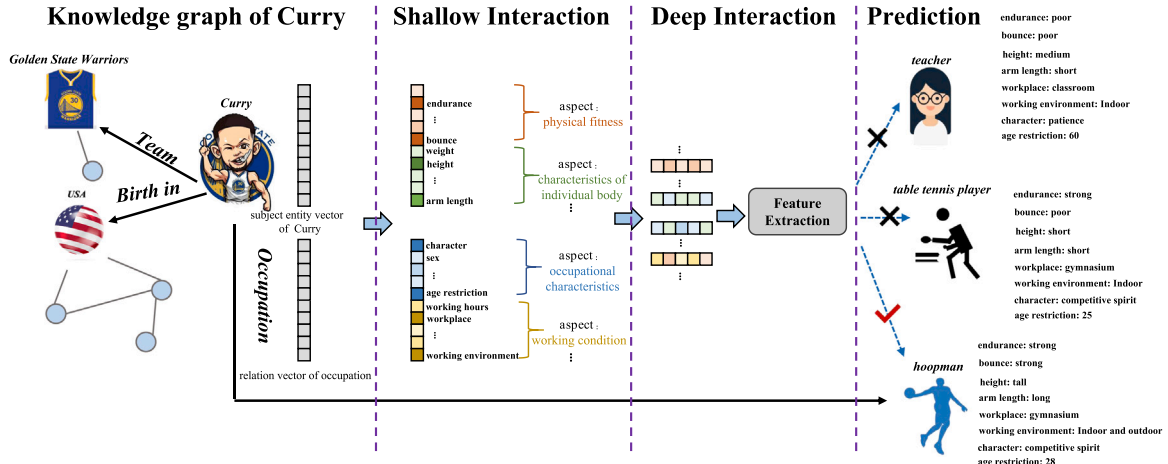 Knowledge graph of Curry
Shallow Interaction
Deep Interaction
Prediction
Golden State Warriors
30
Curry
Team
Birth in
USA
Occupation
subject entity vector
of Curry
relation vector of occupation
endurance
...
bounce
weight
height
...
arm length
aspect :
physical fitness
aspect :
characteristics of
individual body
...
character
sex
...
age restriction
working hours
workplace
...
working environment
aspect :
occupational
characteristics
aspect :
working condition
...
...
...
...
...
Feature
Extraction
teacher
endurance: poor
bounce: poor
height: medium
arm length: short
workplace: classroom
working environment: Indoor
character: patience
age restriction: 60
table tennis player
endurance: strong
bounce: poor
height: short
arm length: short
workplace: gymnasium
working environment: Indoor
character: competitive spirit
age restriction: 25
hoopman
endurance: strong
bounce: strong
height: tall
arm length: long
workplace: gymnasium
working environment: Indoor and outdoor
character: competitive spirit
age restriction: 28